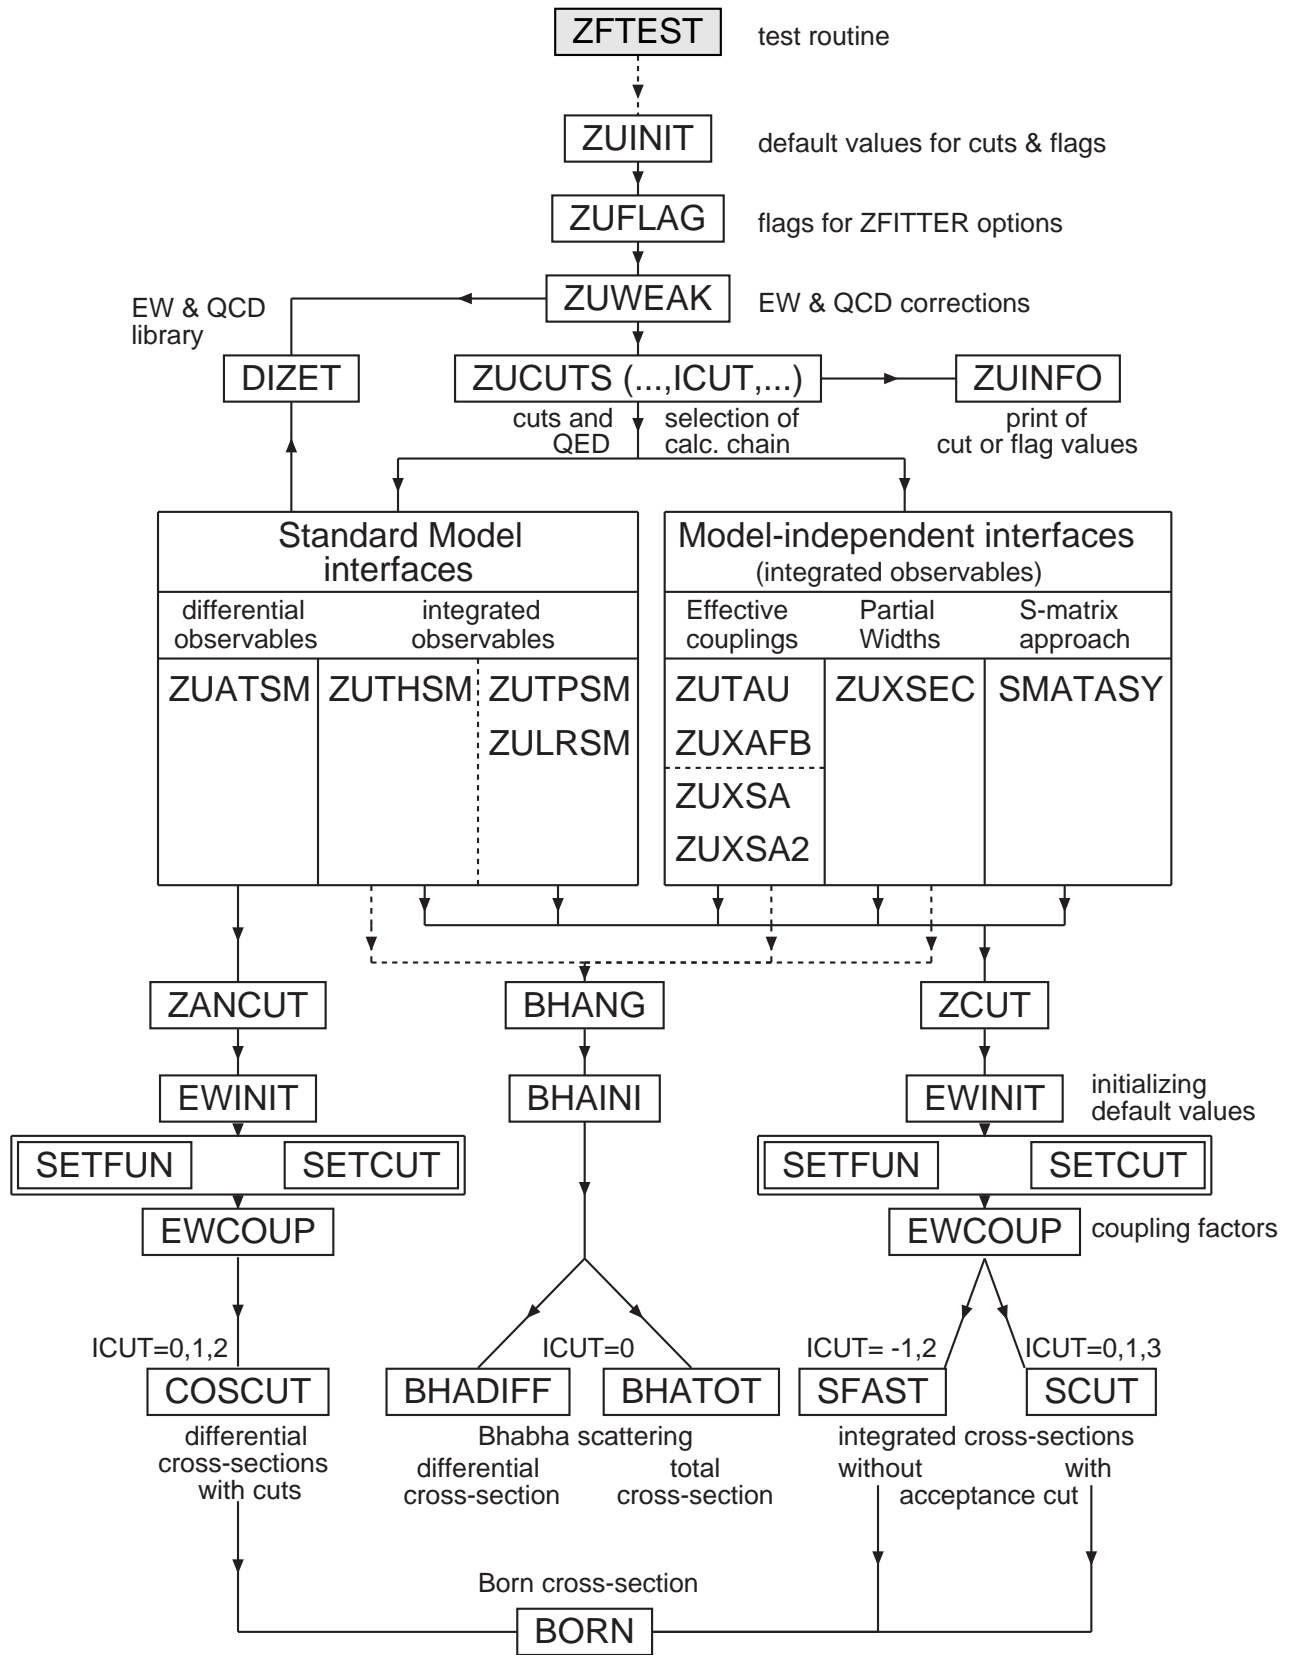 ZFTEST
test routine
ZUINIT
default values for cuts & flags
ZUFLAG
flags for ZFITTER options
ZUWEAK
EW & QCD corrections
EW & QCD
library
DIZET
ZUCUTS (...,ICUT,...)
ZUINFO
cuts and
QED
selection of
calc. chain
print of
cut or flag values
Standard Model
interfaces
Model-independent interfaces
(integrated observables)
differential
observables
integrated
observables
Effective
couplings
Partial
Widths
S-matrix
approach
ZUATSM
ZUTHSM
ZUTPSM
ZULRSM
ZUTAU
ZUXAFB
ZUXSA
ZUXSA2
ZUXSEC
SMATASY
ZANCUT
BHANG
ZCUT
EWINIT
BHAINI
EWINIT
initializing
default values
SETFUN
SETCUT
SETFUN
SETCUT
EWCOUP
EWCOUP
coupling factors
ICUT=0,1,2
ICUT=0
ICUT= -1,2
ICUT=0,1,3
COSCUT
BHADIFF
BHATOT
SFAST
SCUT
differential
cross-sections
with cuts
Bhabha scattering
differential
cross-section
total
cross-section
integrated cross-sections
without
with
acceptance cut
Born cross-section
BORN